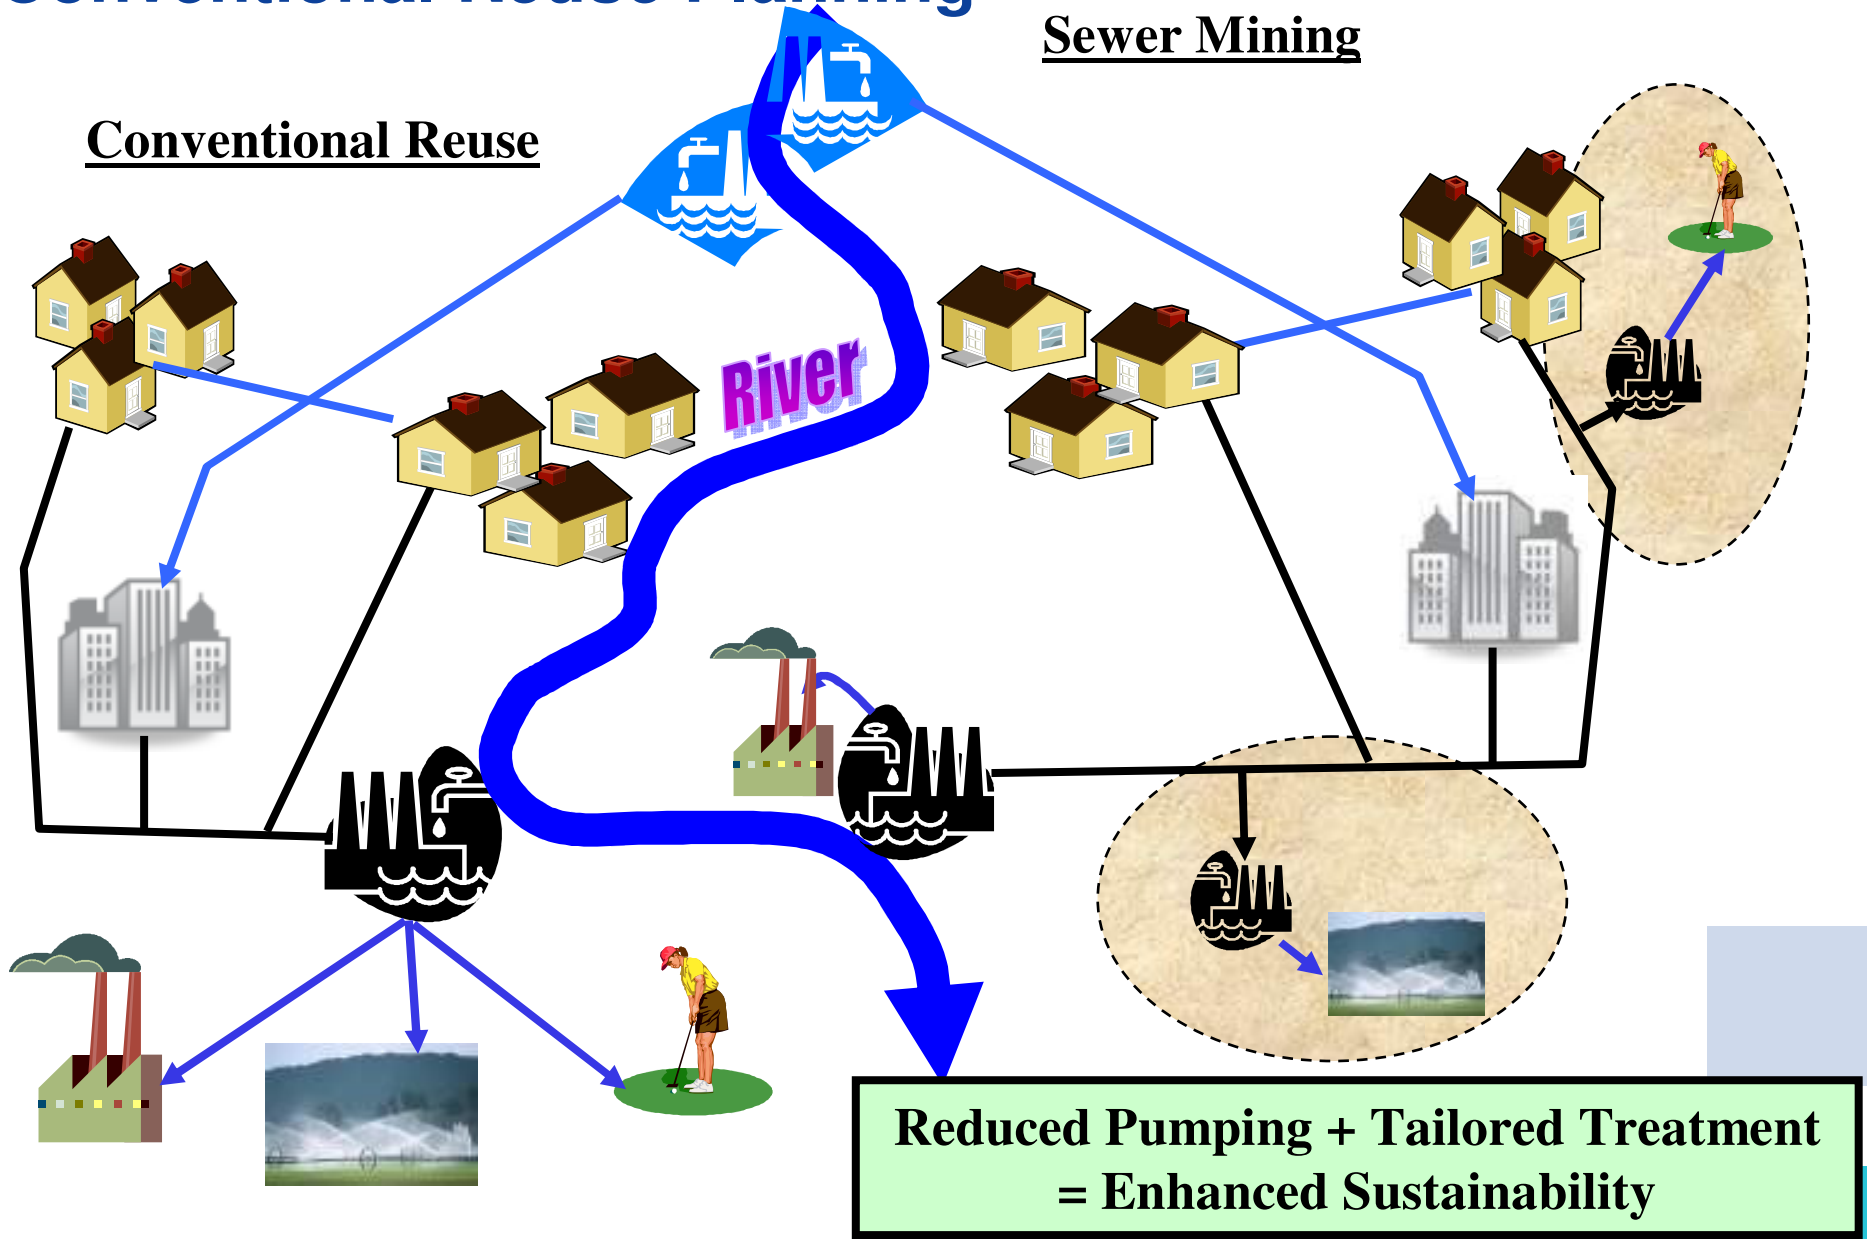 Sewer Mining
Conventional Reuse
River
Reduced Pumping + Tailored Treatment
= Enhanced Sustainability